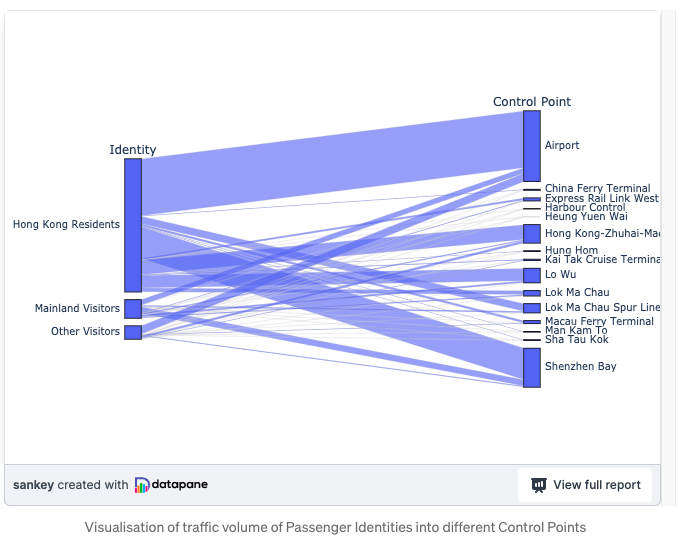 Control Point
Identity
Airport
China Ferry Terminal
Express Rail Link West
Harbour Control
Heung Yuen Wai
Hong Kong Residents
Hong Kong-Zhuhai-Mac
Hung Hom
Kai Tak Cruise Termina
Lo Wu
Lok Ma Chau
Mainland Visitors
Lok Ma Chau Spur Line
Macau Ferry Terminal
Other Visitors
Man Kam To
Sha Tau Kok
Shenzhen Bay
sankey created with datapane
View full report
Visualisation of traffic volume of Passenger Identities into different Control Points